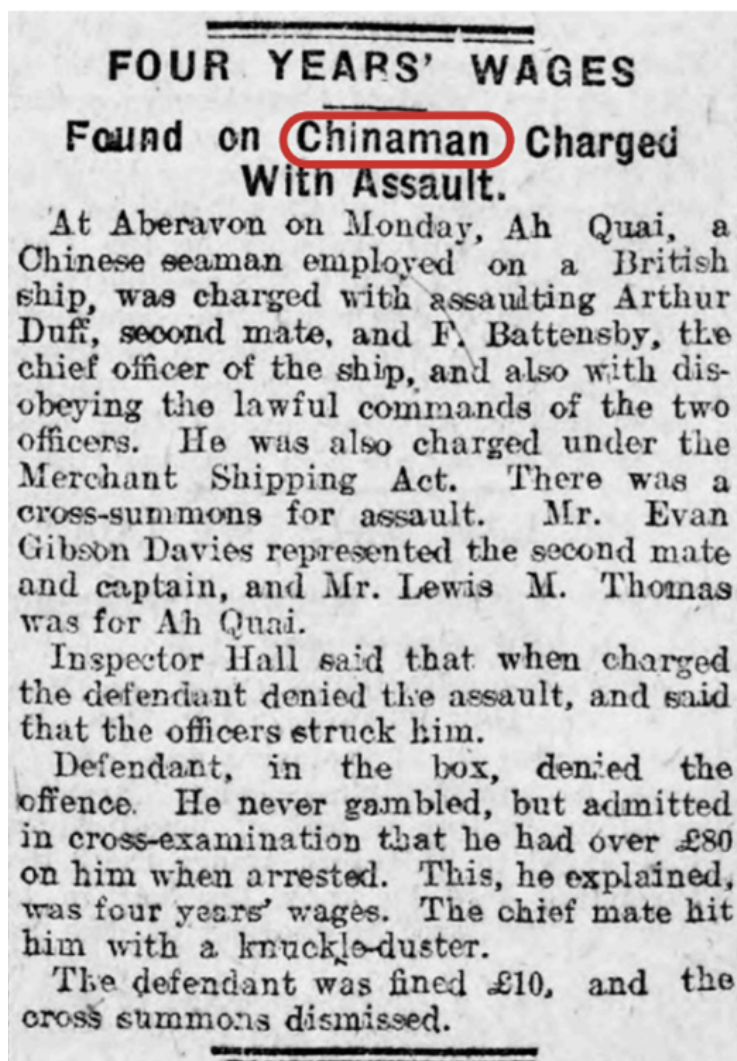 FOUR YEARS' WAGES
Found on Chinaman Charged
With Assault.
At Aberavon on Monday, Ah Quai, a
Chinese seaman employed on a British
ship, was charged with assaulting Arthur
Duff, second mate, and F. Battensby, the
chief officer of the ship, and also with dis-
obeying the lawful commands of the two
officers. He was also charged under the
Merchant Shipping Act. There was a
cross-summons for assault. Mr. Evan
Gibson Davies represented the second mate
and captain, and Mr. Lewis M. Thomas
was for Ah Quai.
Inspector Hall said that when charged
the defendant denied the assault, and said
that the officers struck him.
Defendant, in the box, denied the
offence. He never gambled, but admitted
in cross-examination that he had over £80
on him when arrested. This, he explained,
was four years' wages. The chief mate hit
him with a knuckle-duster.
The defendant was fined £10, and the
cross summons dismissed.